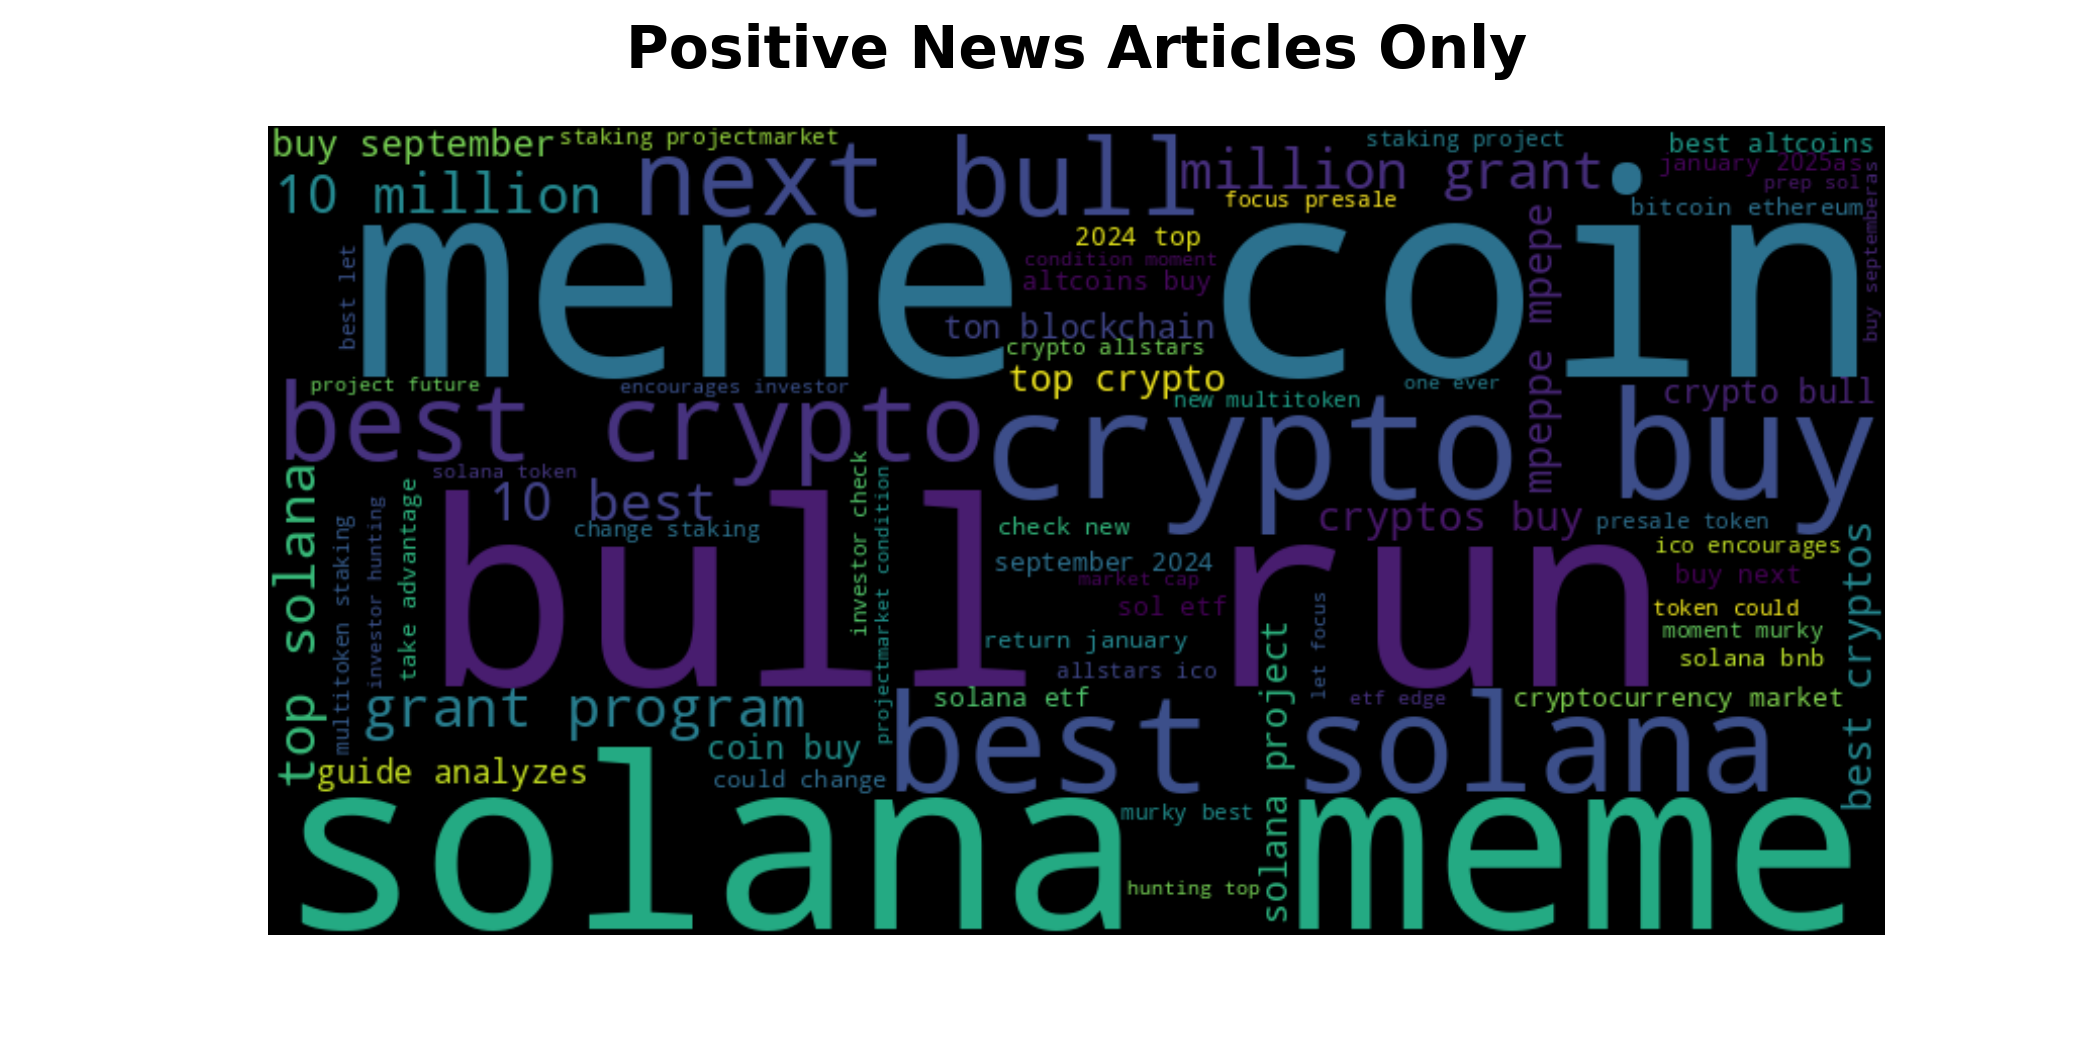 Positive News Articles Only
buy september
staking projectmarket
staking project
best altcoins
january 2025as
prep sol
10 million
next bull
million grant
focus presale
bitcoin ethereum
buy septemberas
2024 top
condition moment
altcoins buy
meme coin
best let
ton blockchain
mpeppe mpepe
crypto allstars
top crypto
project future
encourages investor
one ever
new multitoken
crypto bull
best crypto
crypto buy
solana token
10 best
change staking
top solana
multitoken staking
investor hunting
take advantage
investor check
projectmarket condition
bull run
check new
cryptos buy
presale token
september 2024
ico encourages
market cap
buy next
sol etf
token could
moment murky
return january
solana bnb
allstars ico
let focus
solana project
best cryptos
solana etf
etf edge
cryptocurrency market
grant program
coin buy
best solana
guide analyzes
could change
murky best
solana meme
hunting top